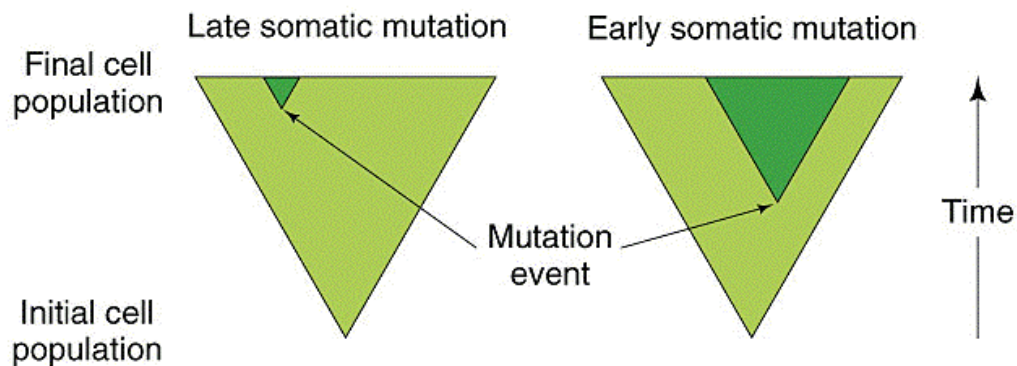 Late somatic mutation
Early somatic mutation
Final cell
population
Mutation
event
Time
Initial cell
population